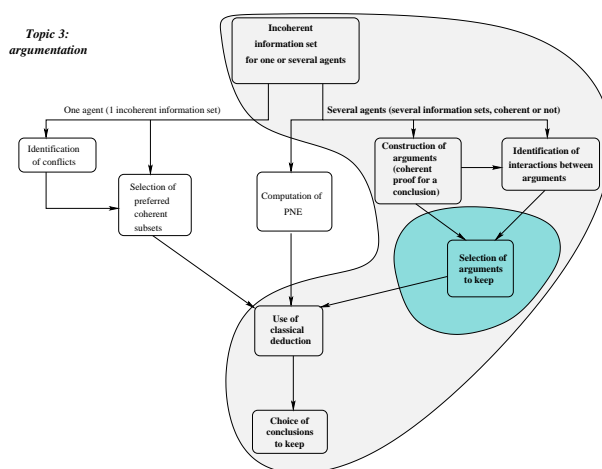 Topic 3:
argumentation
Incoherent
information set
for one or several agents
One agent (1 incoherent information set)
Several agents (several information sets, coherent or not)
Identification
of conflicts
Selection of
preferred
coherent
subsets
Computation of
PNE
Construction of
arguments
(coherent
proof for a
conclusion)
Identification of
interactions between
arguments
Selection of
arguments
to keep
Use of
classical
deduction
Choice of
conclusions
to keep